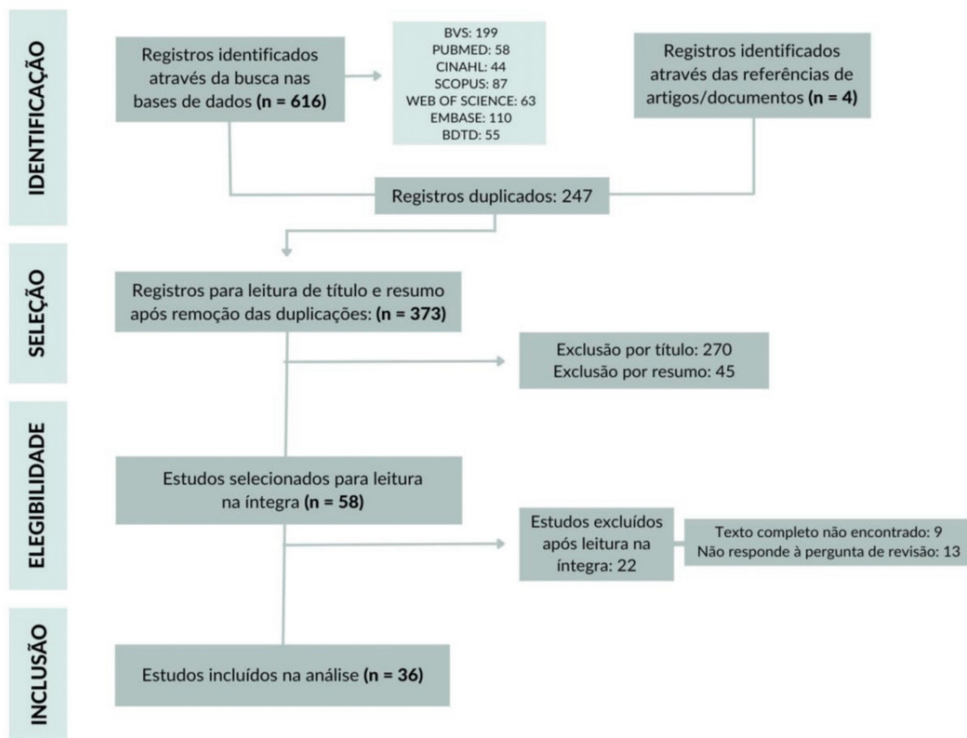 IDENTIFICAÇÃO
Registros identificados
através da busca nas
bases de dados (n = 616)
BVS: 199
PUBMED: 58
CINAHL: 44
SCOPUS: 87
WEB OF SCIENCE: 63
EMBASE: 110
BDTD: 55
Registros identificados
através das referências de
artigos/documentos (n = 4)
Registros duplicados: 247
SELEÇÃO
Registros para leitura de título e resumo
após remoção das duplicações: (n = 373)
Exclusão por título: 270
Exclusão por resumo: 45
ELEGIBILIDADE
Estudos selecionados para leitura
na íntegra (n = 58)
Estudos excluídos
após leitura na
íntegra: 22
Texto completo não encontrado: 9
Não responde à pergunta de revisão: 13
INCLUSÃO
Estudos incluídos na análise (n = 36)